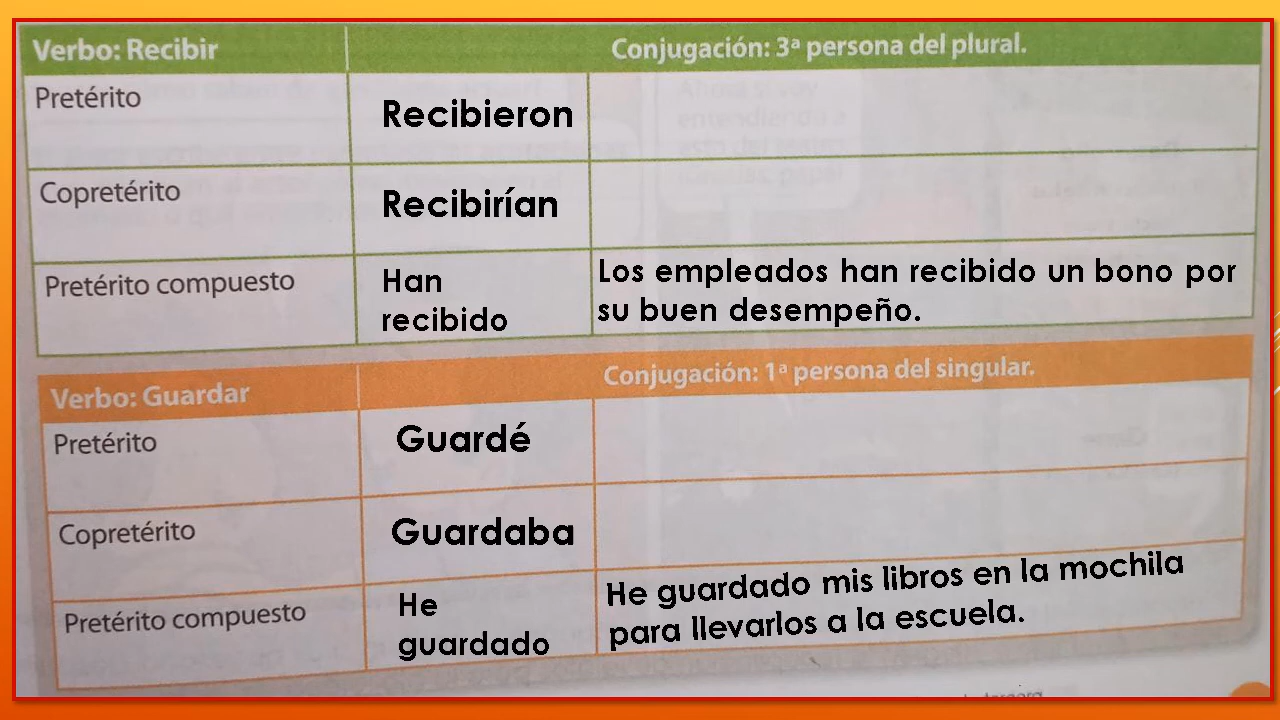 Verbo: Recibir Conjugación: 3ª persona del plural.
Pretérito Recibieron
Copretérito Recibirían
Pretérito compuesto Han
recibido
Los empleados han recibido un bono por
su buen desempeño.
Verbo: Guardar Conjugación: 1ª persona del singular.
Pretérito Guardé
Copretérito Guardaba
Pretérito compuesto He
guardado
He guardado mis libros en la mochila
para llevarlos a la escuela.